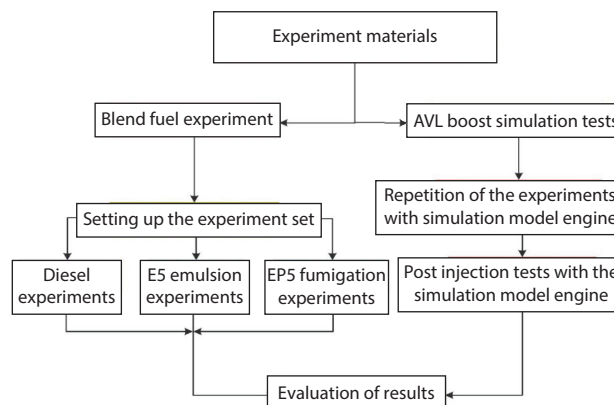 Experiment materials
Blend fuel experiment
AVL boost simulation tests
Setting up the experiment set
Repetition of the experiments
with simulation model engine
Diesel
experiments
E5 emulsion
experiments
EP5 fumigation
experiments
Post injection tests with the
simulation model engine
Evaluation of results